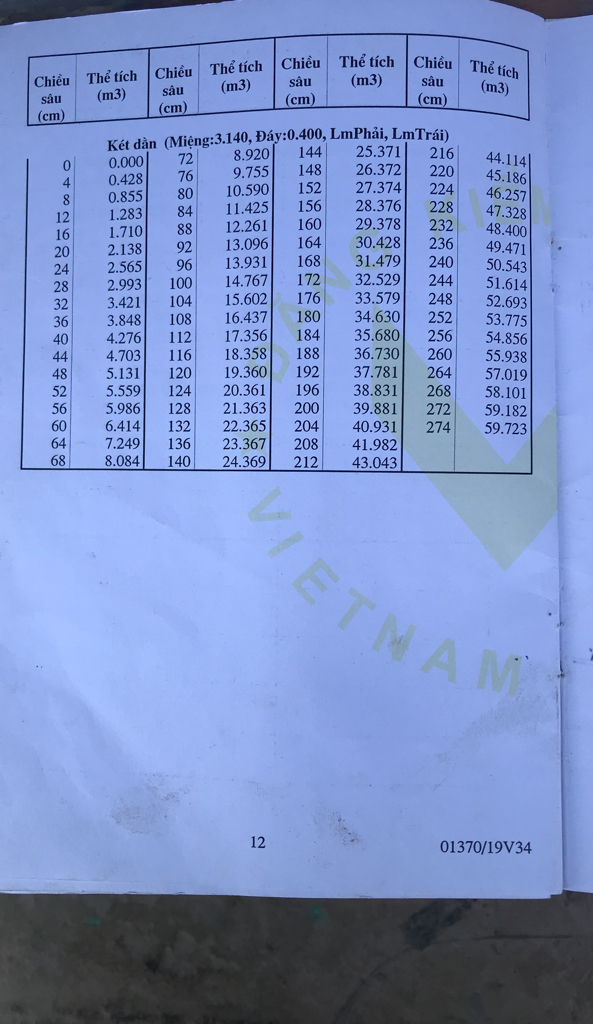 Chiều sâu (cm) Thể tích (m3) Chiều sâu (cm) Thể tích (m3) Chiều sâu (cm) Thể tích (m3) Chiều sâu (cm) Thể tích (m3)
Két dằn (Miệng:3.140, Đáy:0.400, LmPhải, LmTrái)
0 0.000 72 8.920 144 25.371 216 44.114
4 0.428 76 9.755 148 26.372 220 45.186
8 0.855 80 10.590 152 27.374 224 46.257
12 1.283 84 11.425 156 28.376 228 47.328
16 1.710 88 12.261 160 29.378 232 48.400
20 2.138 92 13.096 164 30.428 236 49.471
24 2.565 96 13.931 168 31.479 240 50.543
28 2.993 100 14.767 172 32.529 244 51.614
32 3.421 104 15.602 176 33.579 248 52.693
36 3.848 108 16.437 180 34.630 252 53.775
40 4.276 112 17.356 184 35.680 256 54.856
44 4.703 116 18.358 188 36.730 260 55.938
48 5.131 120 19.360 192 37.781 264 57.019
52 5.559 124 20.361 196 38.831 268 58.101
56 5.986 128 21.363 200 39.881 272 59.182
60 6.414 132 22.365 204 40.931 274 59.723
64 7.249 136 23.367 208 41.982
68 8.084 140 24.369 212 43.043
ĐĂNG KIỂM
VIETNAM
12
01370/19V34